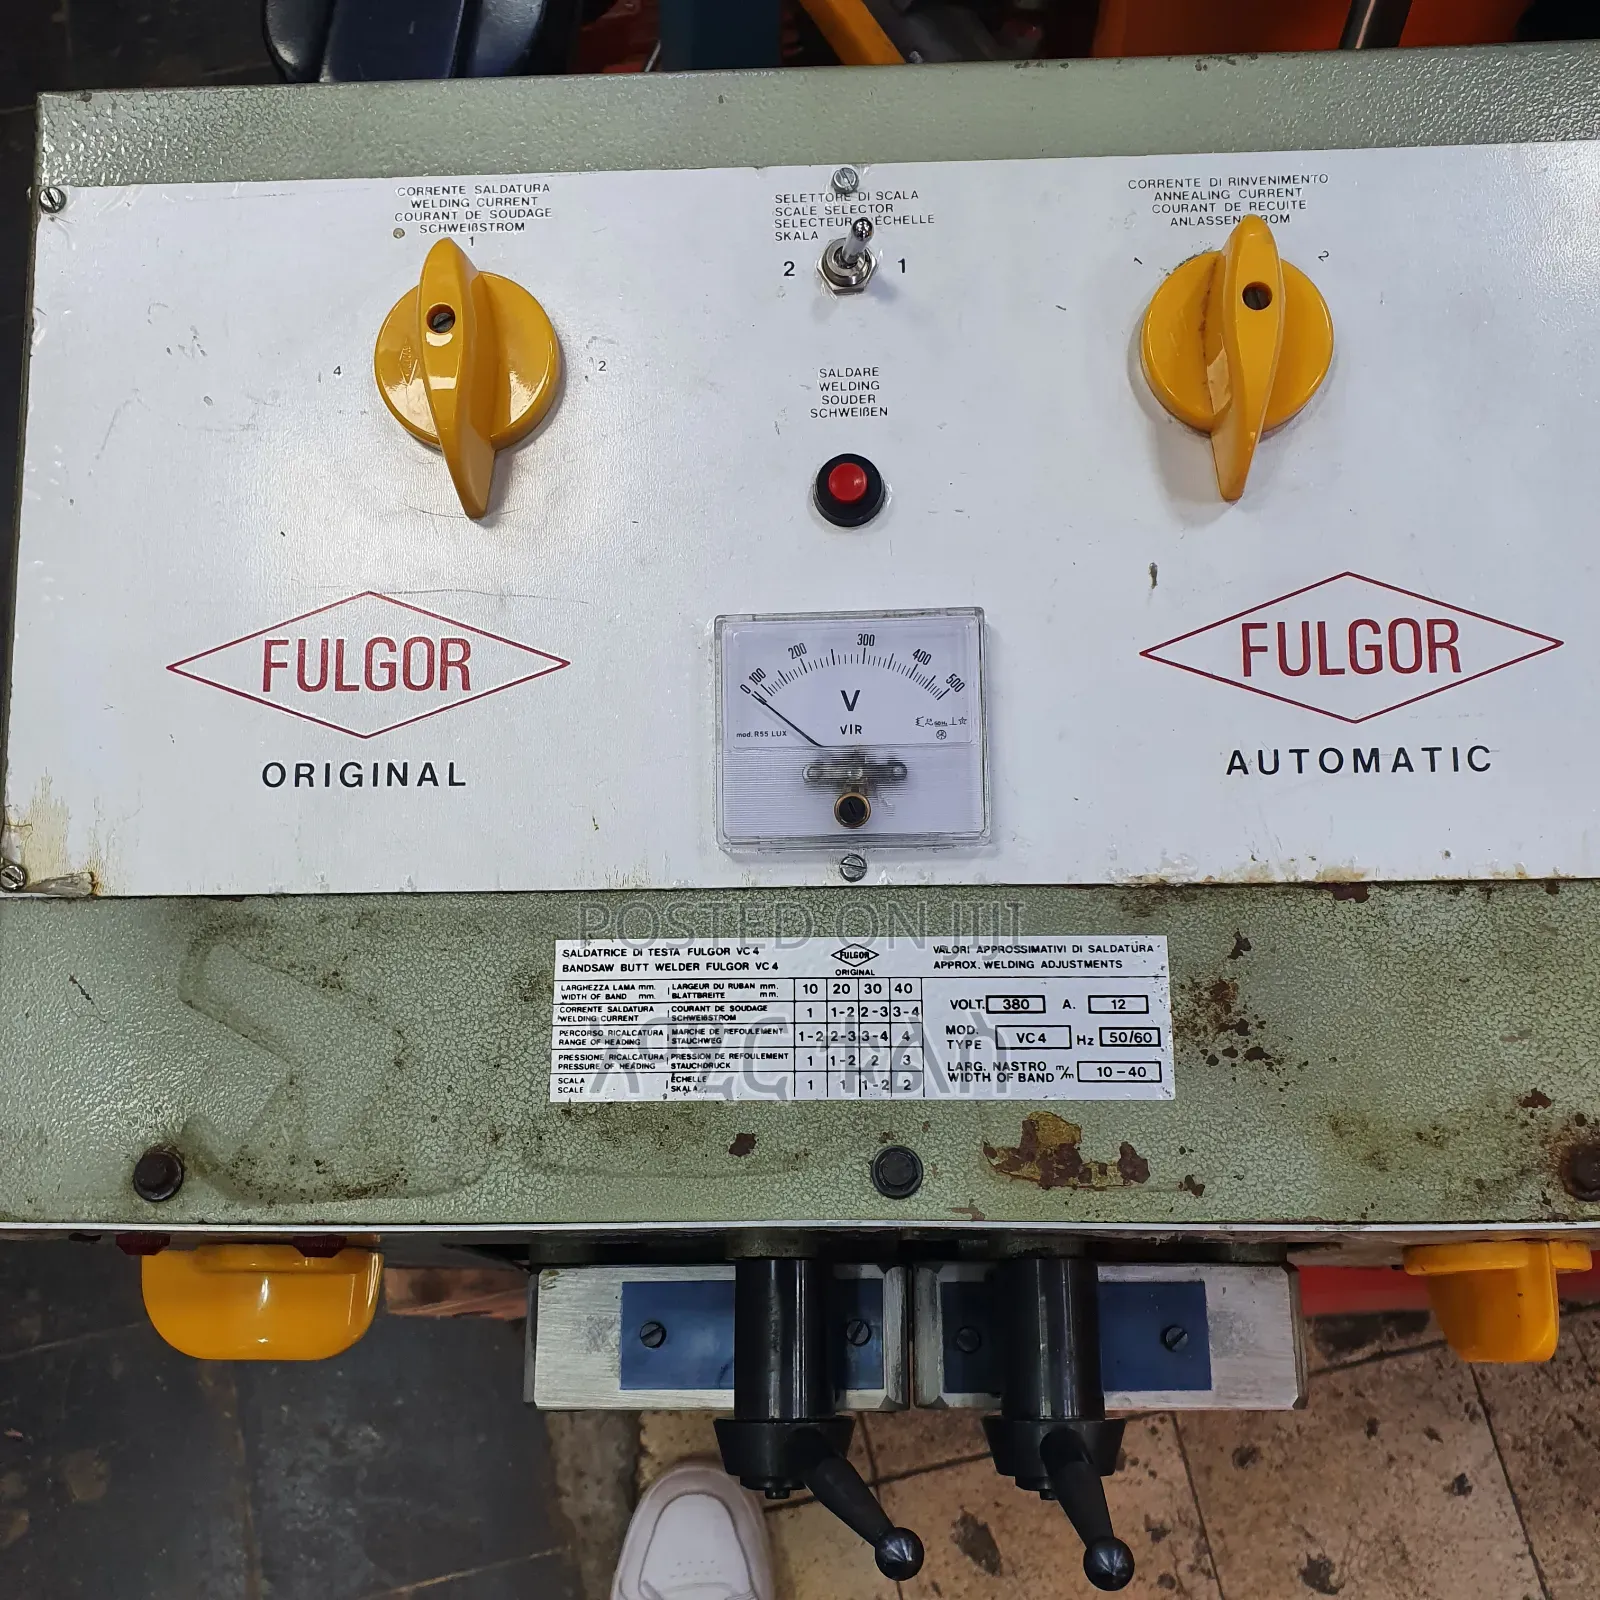 CORRENTE SALDATURA
WELDING CURRENT
COURANT DE SOUDAGE
SCHWEIßSTROM
1
4
2
SELETTORE DI SCALA
SCALE SELECTOR
SELECTEUR D'ÉCHELLE
SKALA
2 1
CORRENTE DI RINVENIMENTO
ANNEALING CURRENT
COURANT DE RECUITE
ANLASSENSTROM
1 2
SALDARE
WELDING
SOUDER
SCHWEIßEN
FULGOR
ORIGINAL
0 100 200 300 400 500
V
VIR
mod. R55 LUX
FULGOR
AUTOMATIC
POSTED ON JIJI
SALDATRICE DI TESTA FULGOR VC4
BANDSAW BUTT WELDER FULGOR VC4
FULGOR
ORIGINAL
LARGHEZZA LAMA mm. LARGEUR DU RUBAN mm. 10 20 30 40
WIDTH OF BAND mm. BLATTBREITE mm.
CORRENTE SALDATURA COURANT DE SOUDAGE 1 1-2 2-3 3-4
WELDING CURRENT SCHWEIßSTROM
PERCORSO RICALCATURA MARCHE DE REFOULEMENT 1-2 2-3 3-4 4
RANGE OF HEADING STAUCHWEG
PRESSIONE RICALCATURA PRESSION DE REFOULEMENT 1 1-2 2 3
PRESSURE OF HEADING STAUCHDRUCK
SCALA ÉCHELLE 1 1 1-2 2
SCALE SKALA
VALORI APPROSSIMATIVI DI SALDATURA
APPROX. WELDING ADJUSTMENTS
VOLT. 380 A. 12
MOD. TYPE VC4 Hz 50/60
LARG. NASTRO WIDTH OF BAND m/m 10-40